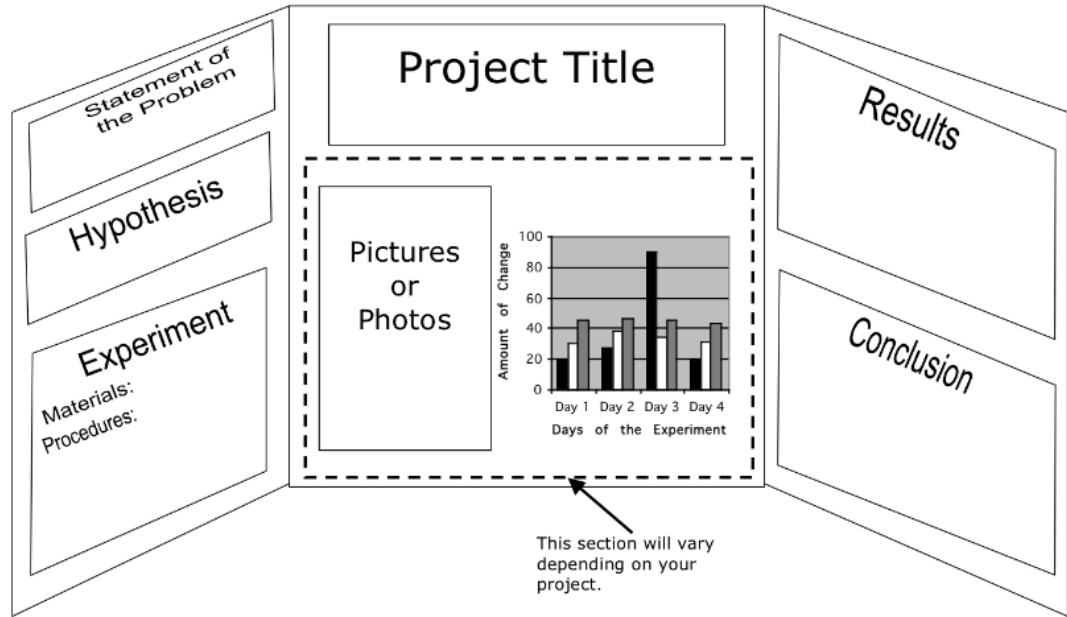 Statement of
the Problem
Hypothesis
Experiment
Materials:
Procedures:
Project Title
Pictures
or
Photos
Amount of Change
100
80
60
40
20
0
Day 1 Day 2 Day 3 Day 4
Days of the Experiment
This section will vary
depending on your
project.
Results
Conclusion